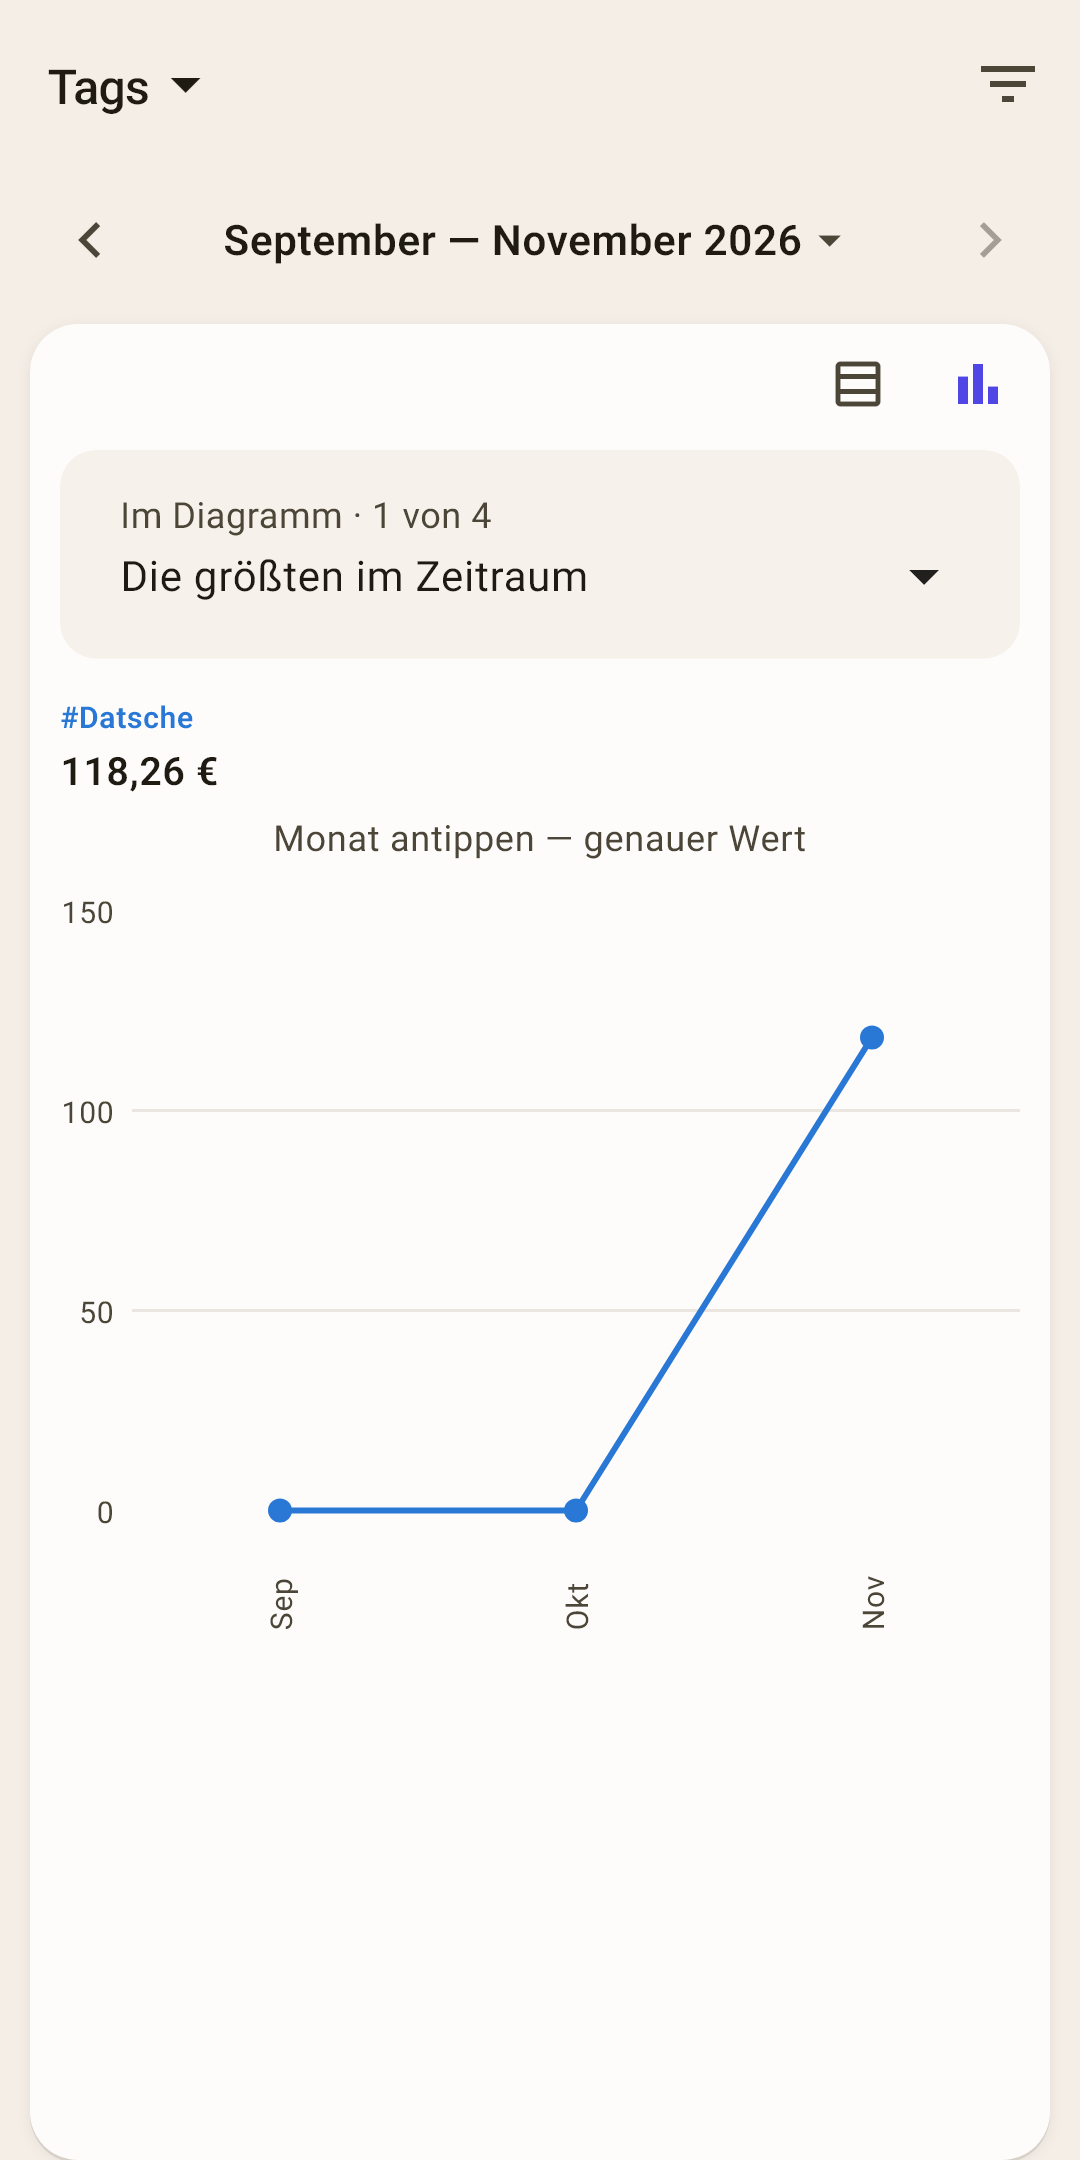 Tags
September — November 2026
Im Diagramm · 1 von 4
Die größten im Zeitraum
#Datsche
118,26 €
Monat antippen — genauer Wert
150
100
50
0
Sep
Okt
Nov